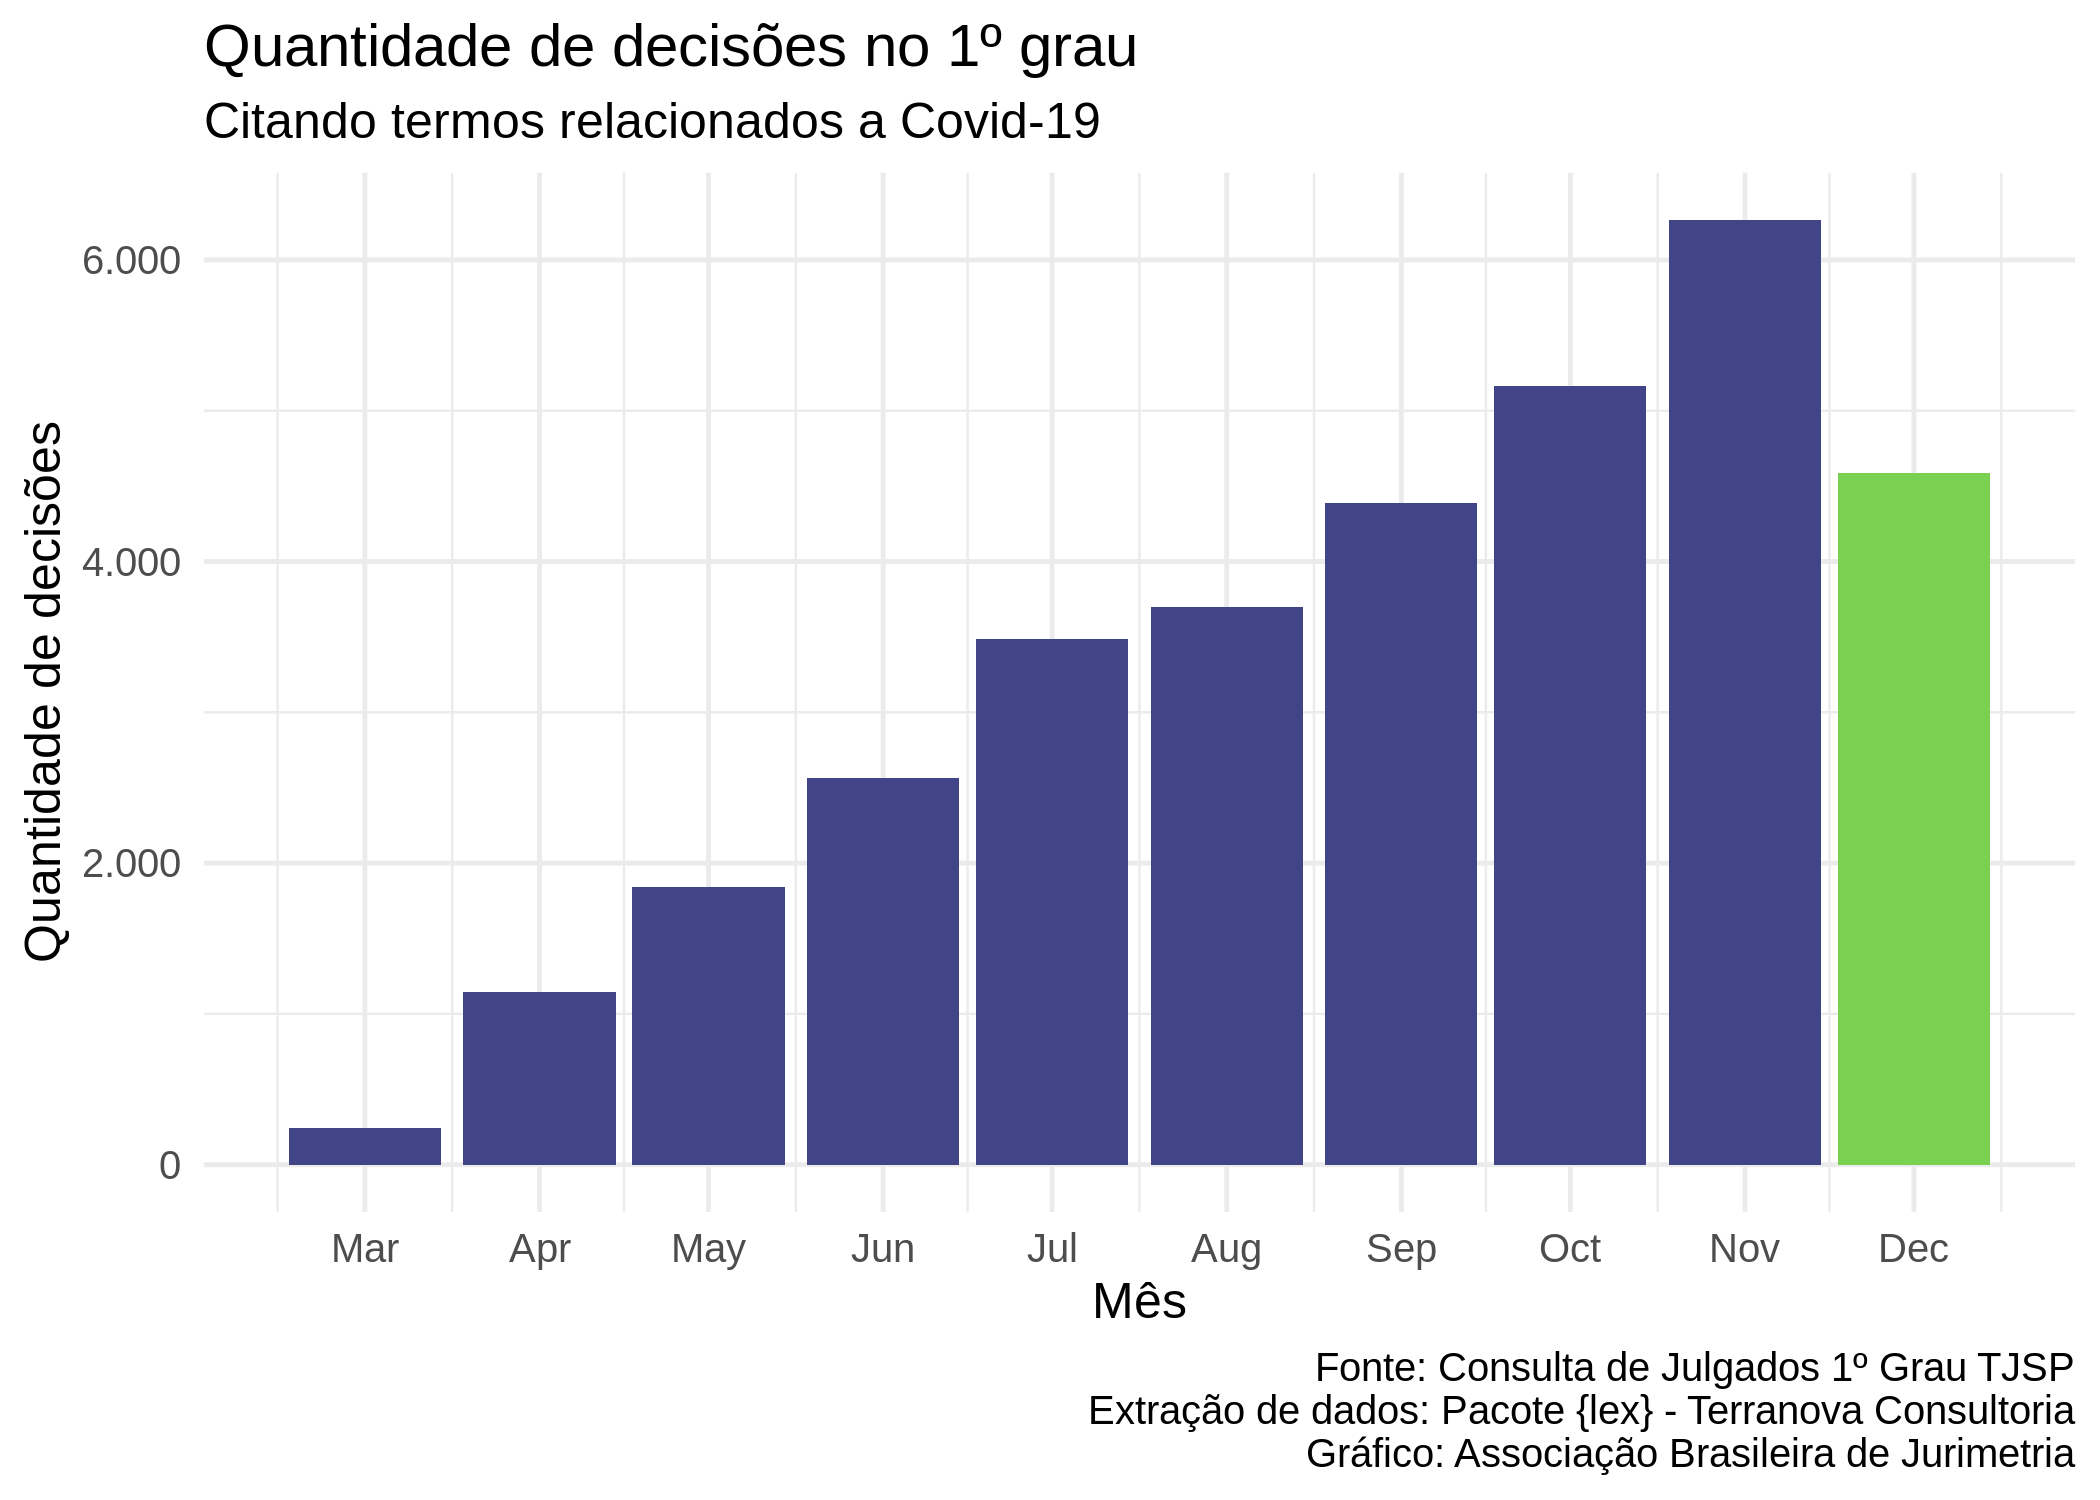 Quantidade de decisões no 1º grau
Citando termos relacionados a Covid-19
Quantidade de decisões
6.000
4.000
2.000
0
Mar Apr May Jun Jul Aug Sep Oct Nov Dec
Mês
Fonte: Consulta de Julgados 1º Grau TJSP
Extração de dados: Pacote {lex} - Terranova Consultoria
Gráfico: Associação Brasileira de Jurimetria